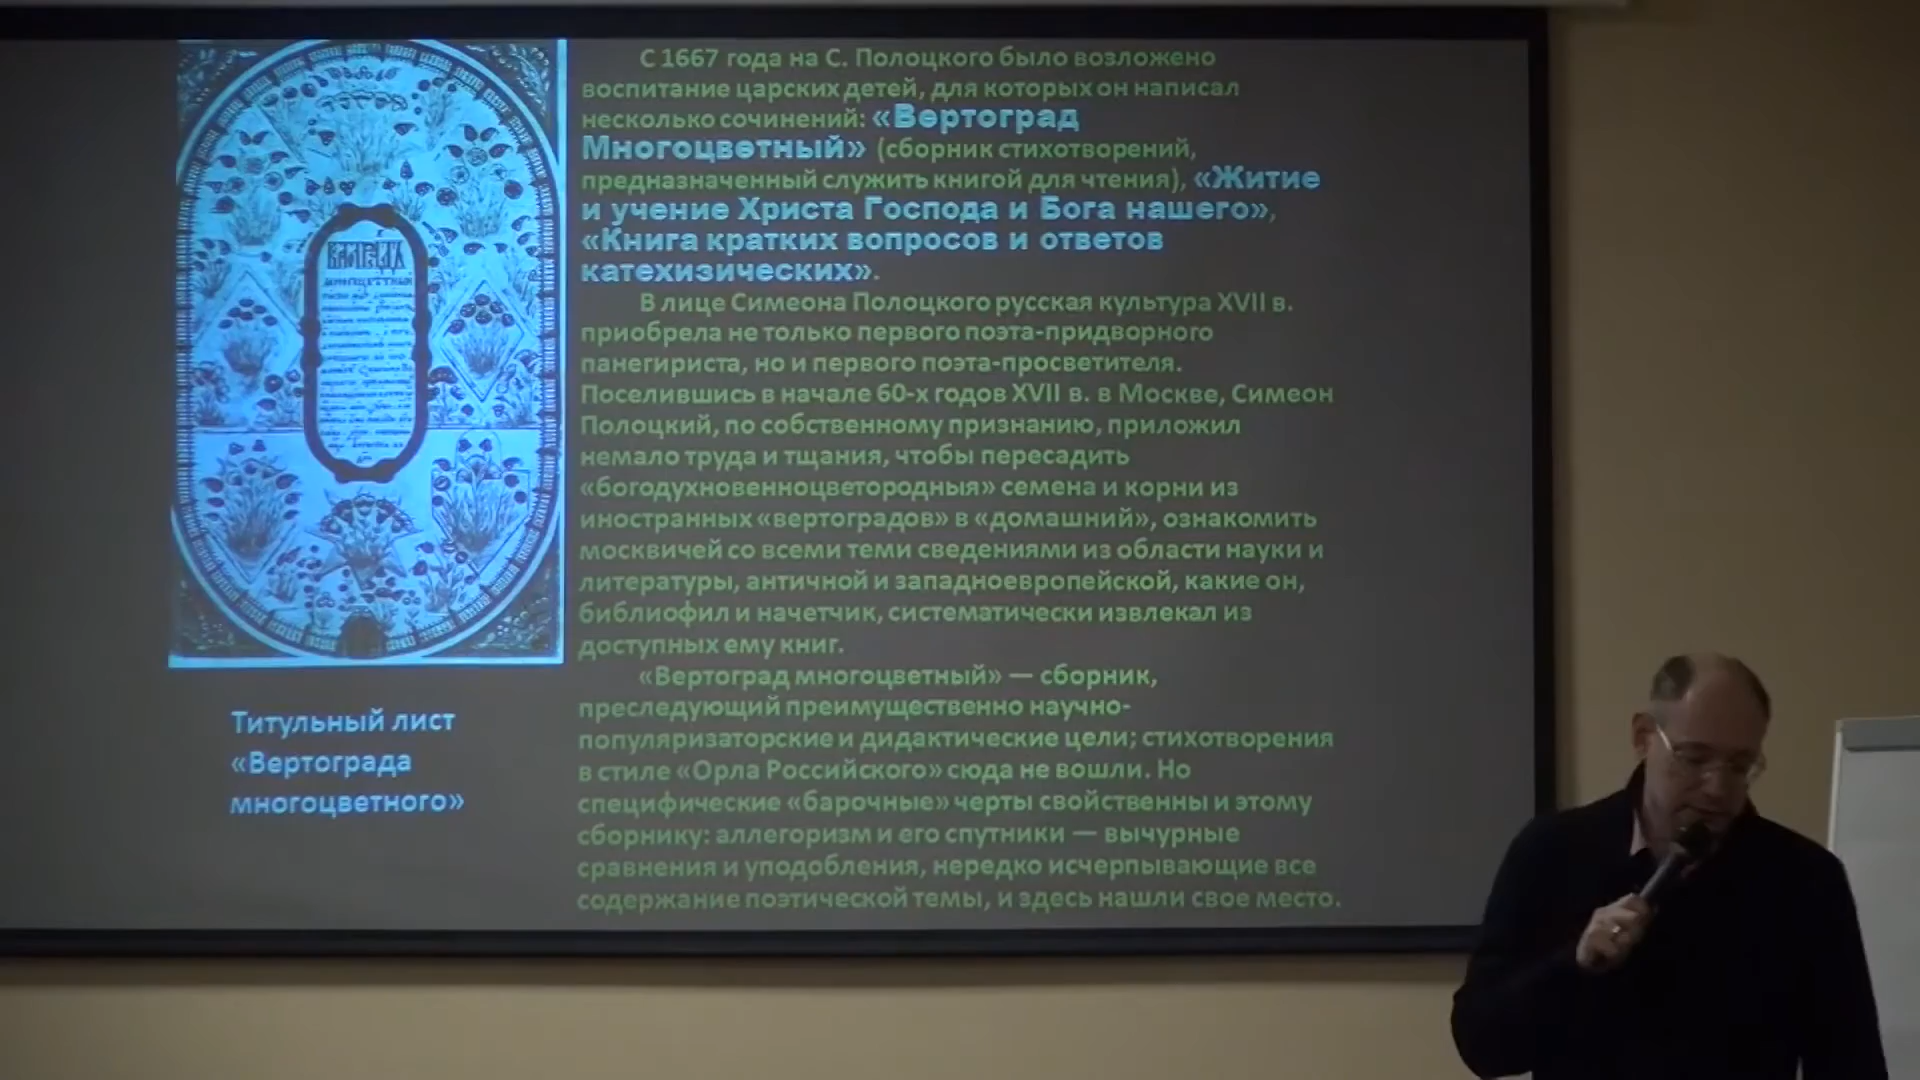 С 1667 года на С. Полоцкого было возложено
воспитание царских детей, для которых он написал
несколько сочинений: «Вертоград
Многоцветный» (сборник стихотворений,
предназначенный служить книгой для чтения), «Житие
и учение Христа Господа и Бога нашего»,
«Книга кратких вопросов и ответов
катехизических».
В лице Симеона Полоцкого русская культура XVII в.
приобрела не только первого поэта-придворного
панегириста, но и первого поэта-просветителя.
Поселившись в начале 60-х годов XVII в. в Москве, Симеон
Полоцкий, по собственному признанию, приложил
немало труда и тщания, чтобы пересадить
«богодухновенноцветородныя» семена и корни из
иностранных «вертоградов» в «домашний», ознакомить
москвичей со всеми теми сведениями из области науки и
литературы, античной и западноевропейской, какие он,
библиофил и начетчик, систематически извлекал из
доступных ему книг.
«Вертоград многоцветный» — сборник,
преследующий преимущественно научно-
популяризаторские и дидактические цели; стихотворения
в стиле «Орла Российского» сюда не вошли. Но
специфические «барочные» черты свойственны и этому
сборнику: аллегоризм и его спутники — вычурные
сравнения и уподобления, нередко исчерпывающие все
содержание поэтической темы, и здесь нашли свое место.
Титульный лист
«Вертограда
многоцветного»